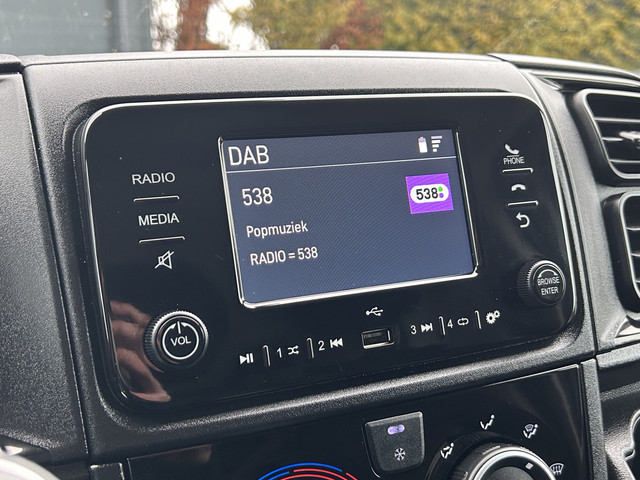 DAB
538
538
Popmuziek
RADIO = 538
RADIO
MEDIA
VOL
PHONE
BROWSE
ENTER
1
2
3
4